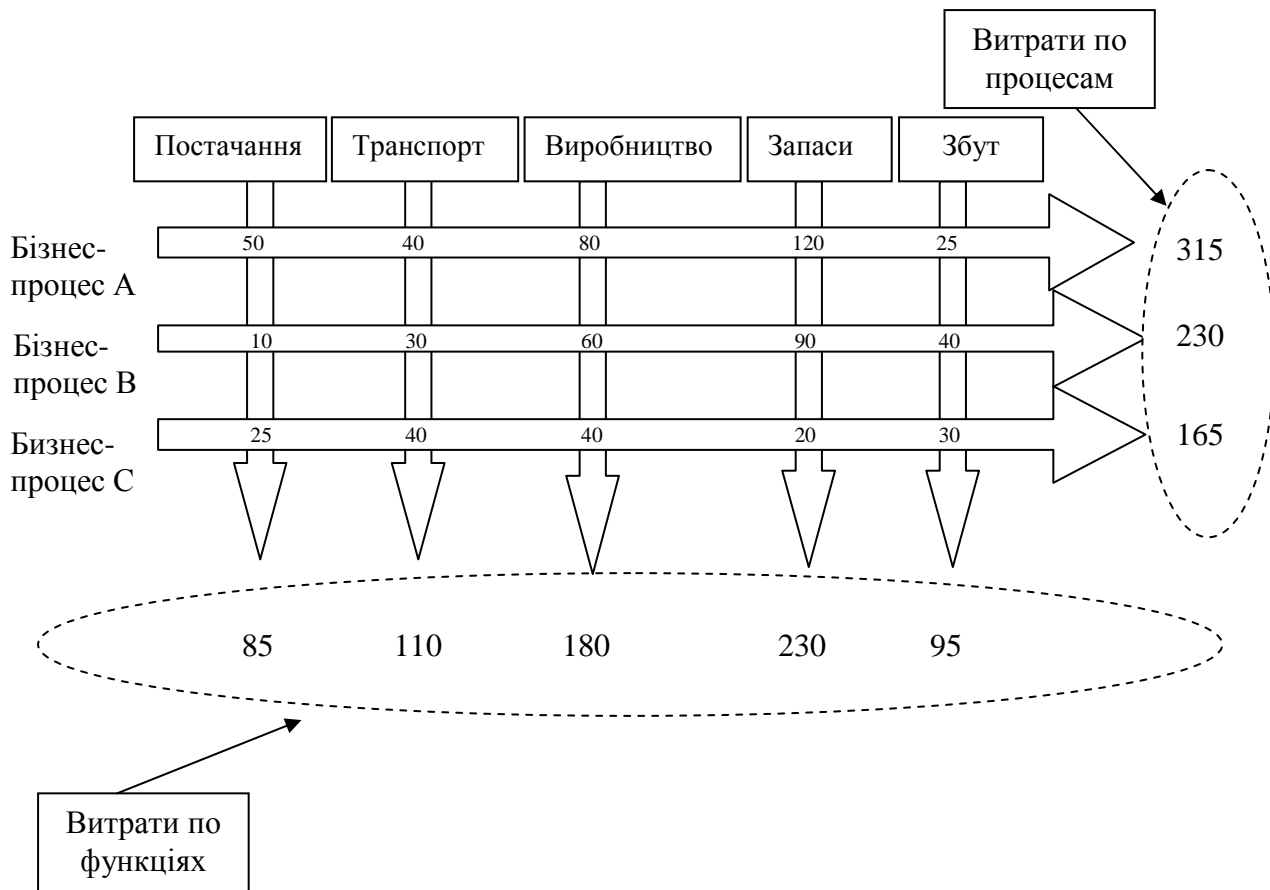 Витрати по
процесам
Постачання
Транспорт
Виробництво
Запаси
Збут
Бізнес-
процес А
50
40
80
120
25
315
Бізнес-
процес В
10
30
60
90
40
230
Бизнес-
процес С
25
40
40
20
30
165
85
110
180
230
95
Витрати по
функціях